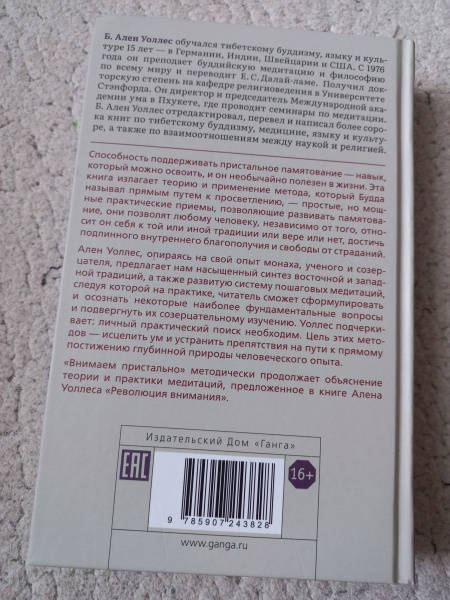 Б. Ален Уоллес обучался тибетскому буддизму, языку и куль-
туре 15 лет — в Германии, Индии, Швейцарии и США. С 1976
года он преподает буддийскую медитацию и философию
по всему миру и переводит Е. С. Далай-ламе. Получил док-
торскую степень на кафедре религиоведения в Университете
Стэнфорда. Он директор и председатель Международной ака-
демии ума в Пхукете, где проводит семинары по медитации.
Б. Ален Уоллес отредактировал, перевел и написал более соро-
ка книг по тибетскому буддизму, медицине, языку и культу-
ре, а также по взаимоотношениям между наукой и религией.
Способность поддерживать пристальное памятование — навык,
который можно освоить, и он необычайно полезен в жизни. Эта
книга излагает теорию и применение метода, который Будда
называл прямым путем к просветлению, — простые, но мощ-
ные практические приемы, позволяющие развивать памятова-
ние, они позволят любому человеку, независимо от того, отно-
сит он себя к той или иной традиции или вере или нет, достичь
подлинного внутреннего благополучия и свободы от страданий.
Ален Уоллес, опираясь на свой опыт монаха, ученого и созер-
цателя, предлагает нам насыщенный синтез восточной и запад-
ной традиций, а также развитую систему пошаговых медитаций,
следуя которой на практике, читатель сможет сформулировать
и осознать некоторые наиболее фундаментальные вопросы
и подвергнуть их созерцательному изучению. Уоллес подчерки-
вает: личный практический поиск необходим. Цель этих мето-
дов — исцелить ум и устранить препятствия на пути к прямому
постижению глубинной природы человеческого опыта.
«Внимаем пристально» методически продолжает объяснение
теории и практики медитаций, предложенное в книге Алена
Уоллеса «Революция внимания».
Издательский Дом «Ганга»
ЕАС
16+
9 785907 243828
www.ganga.ru